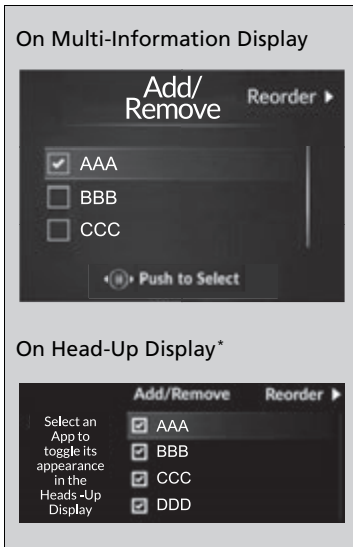 On Multi-Information Display
Add/
Remove
Reorder ▶
AAA
BBB
CCC
Push to Select
On Head-Up Display*
Add/Remove Reorder ▶
Select an
App to
toggle its
appearance
in the
Heads-Up
Display
AAA
BBB
CCC
DDD